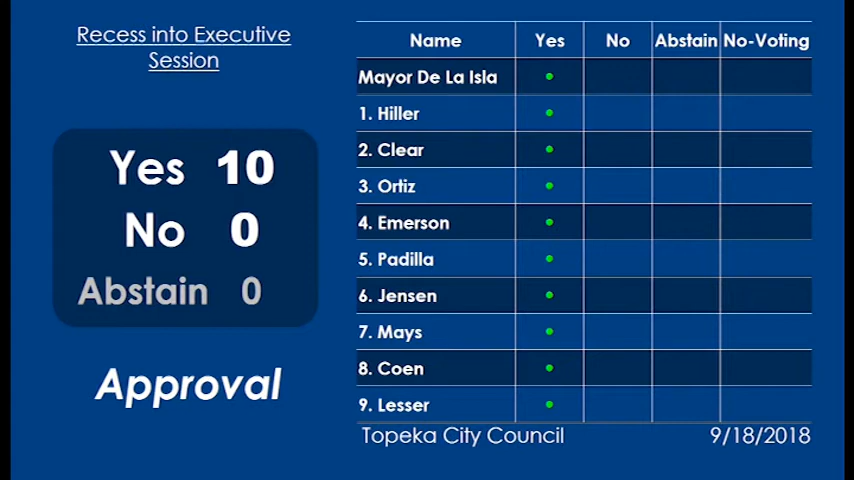 Recess into Executive
Session
Yes 10
No 0
Abstain 0
Approval
Name Yes No Abstain No-Voting
Mayor De La Isla
1. Hiller
2. Clear
3. Ortiz
4. Emerson
5. Padilla
6. Jensen
7. Mays
8. Coen
9. Lesser
Topeka City Council 9/18/2018